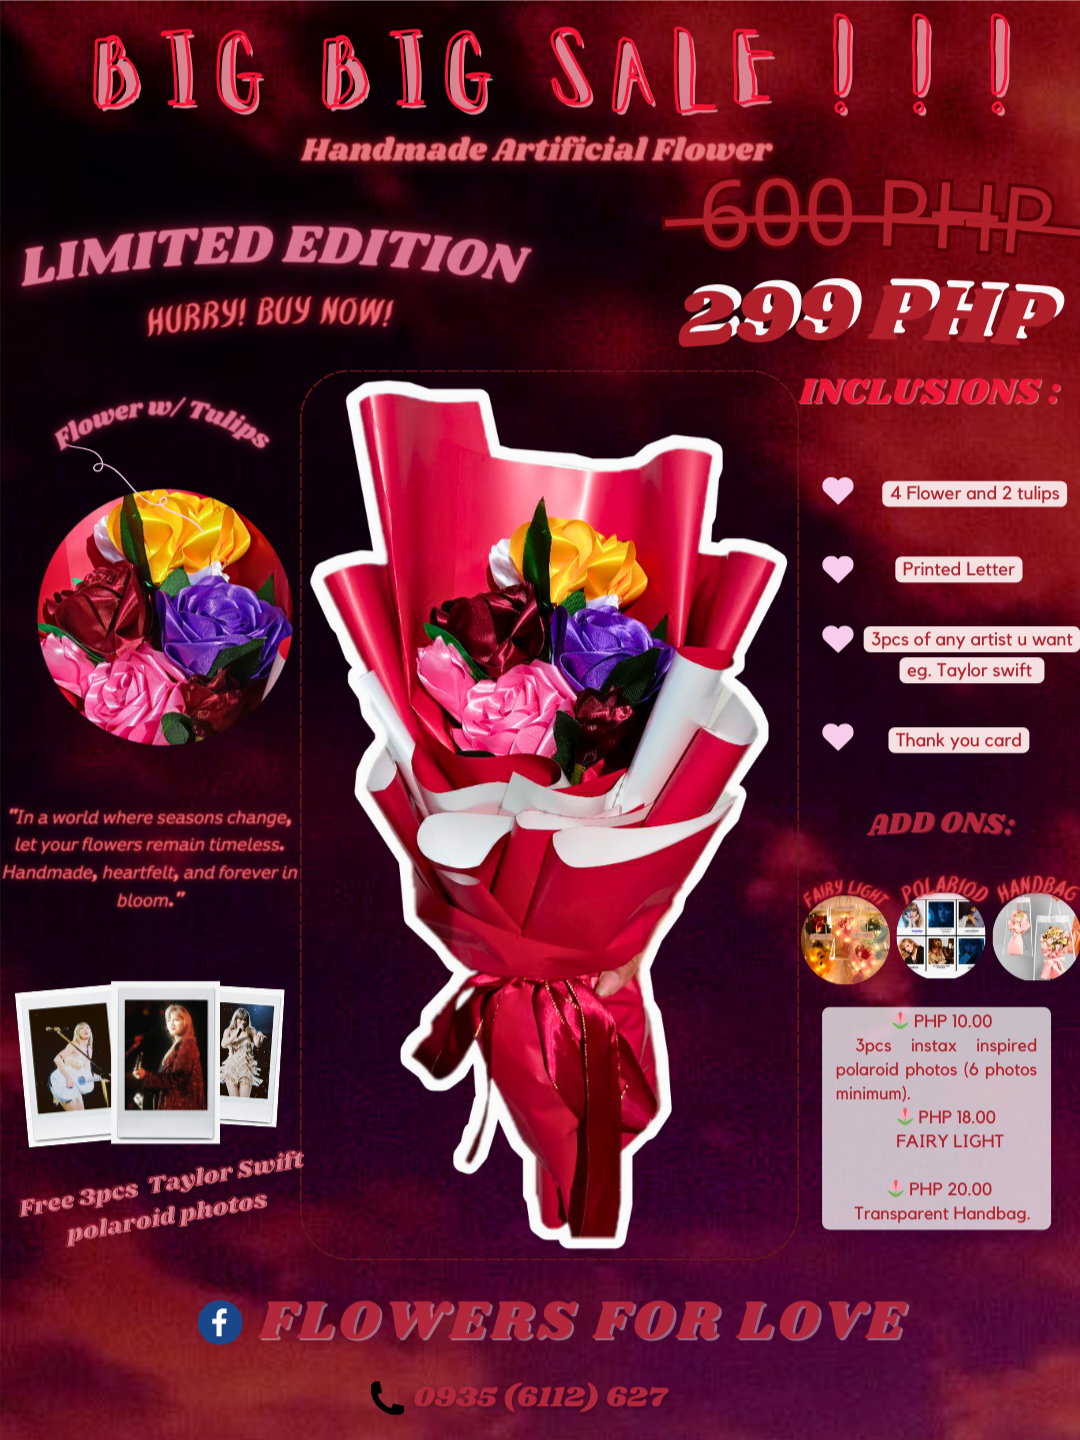 BIG BIG SALE ! ! !
Handmade Artificial Flower
600 PHP
LIMITED EDITION
299 PHP
HURRY! BUY NOW!
INCLUSIONS :
Flower w/ Tulips
4 Flower and 2 tulips
Printed Letter
3pcs of any artist u want
eg. Taylor swift
Thank you card
"In a world where seasons change,
let your flowers remain timeless.
Handmade, heartfelt, and forever in
bloom."
ADD ONS:
FAIRY LIGHT
POLARIOD
HANDBAG
PHP 10.00
3pcs instax inspired
polaroid photos (6 photos
minimum).
PHP 18.00
FAIRY LIGHT
PHP 20.00
Transparent Handbag.
Free 3pcs Taylor Swift
polaroid photos
f FLOWERS FOR LOVE
0935 (6112) 627